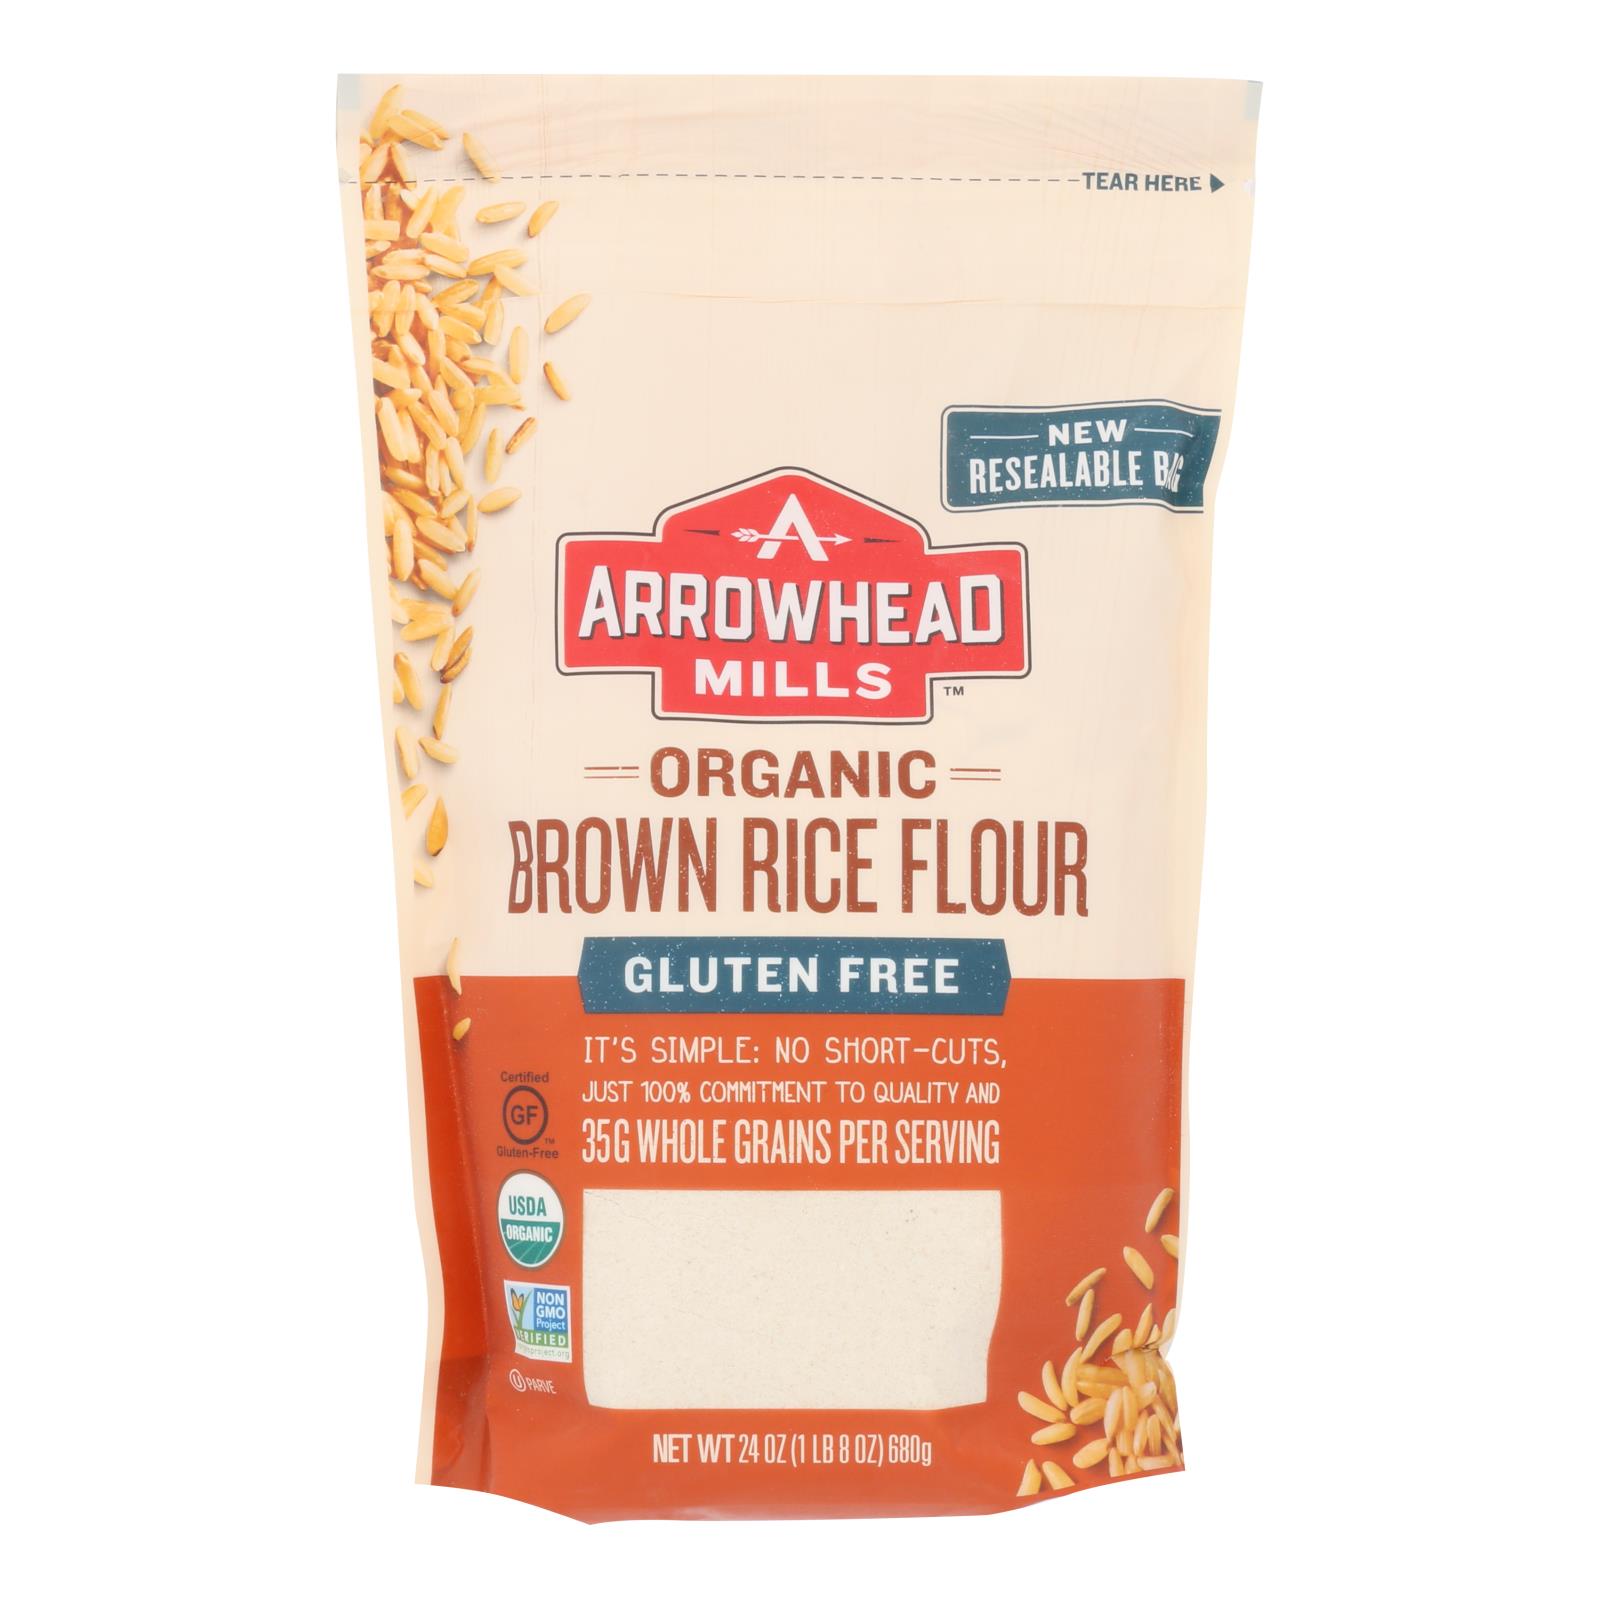 TEAR HERE
NEW
RESEALABLE BAG
A
ARROWHEAD
MILLS
TM
ORGANIC
BROWN RICE FLOUR
GLUTEN FREE
IT'S SIMPLE: NO SHORT-CUTS,
JUST 100% COMMITMENT TO QUALITY AND
35G WHOLE GRAINS PER SERVING
Certified
GF
TM
Gluten-Free
USDA
ORGANIC
NON
GMO
Project
VERIFIED
U PARVE
NET WT 24 OZ (1 LB 8 OZ) 680g